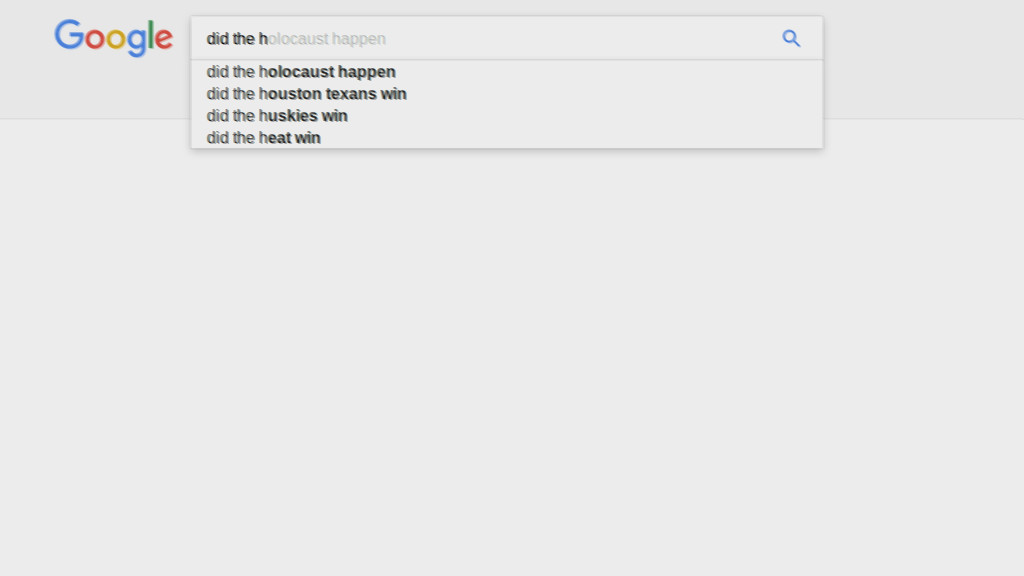 Google
did the holocaust happen
did the holocaust happen
did the houston texans win
did the huskies win
did the heat win